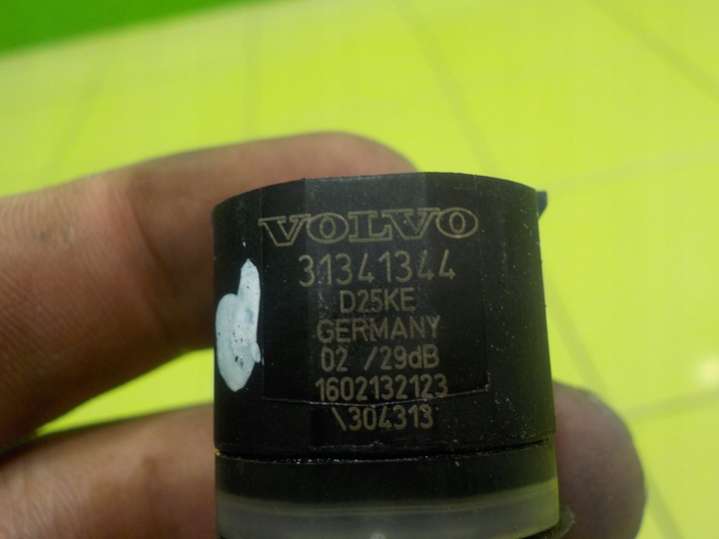 VOLVO
31341344
D25KE
GERMANY
02 /29dB
1602132123
\304313